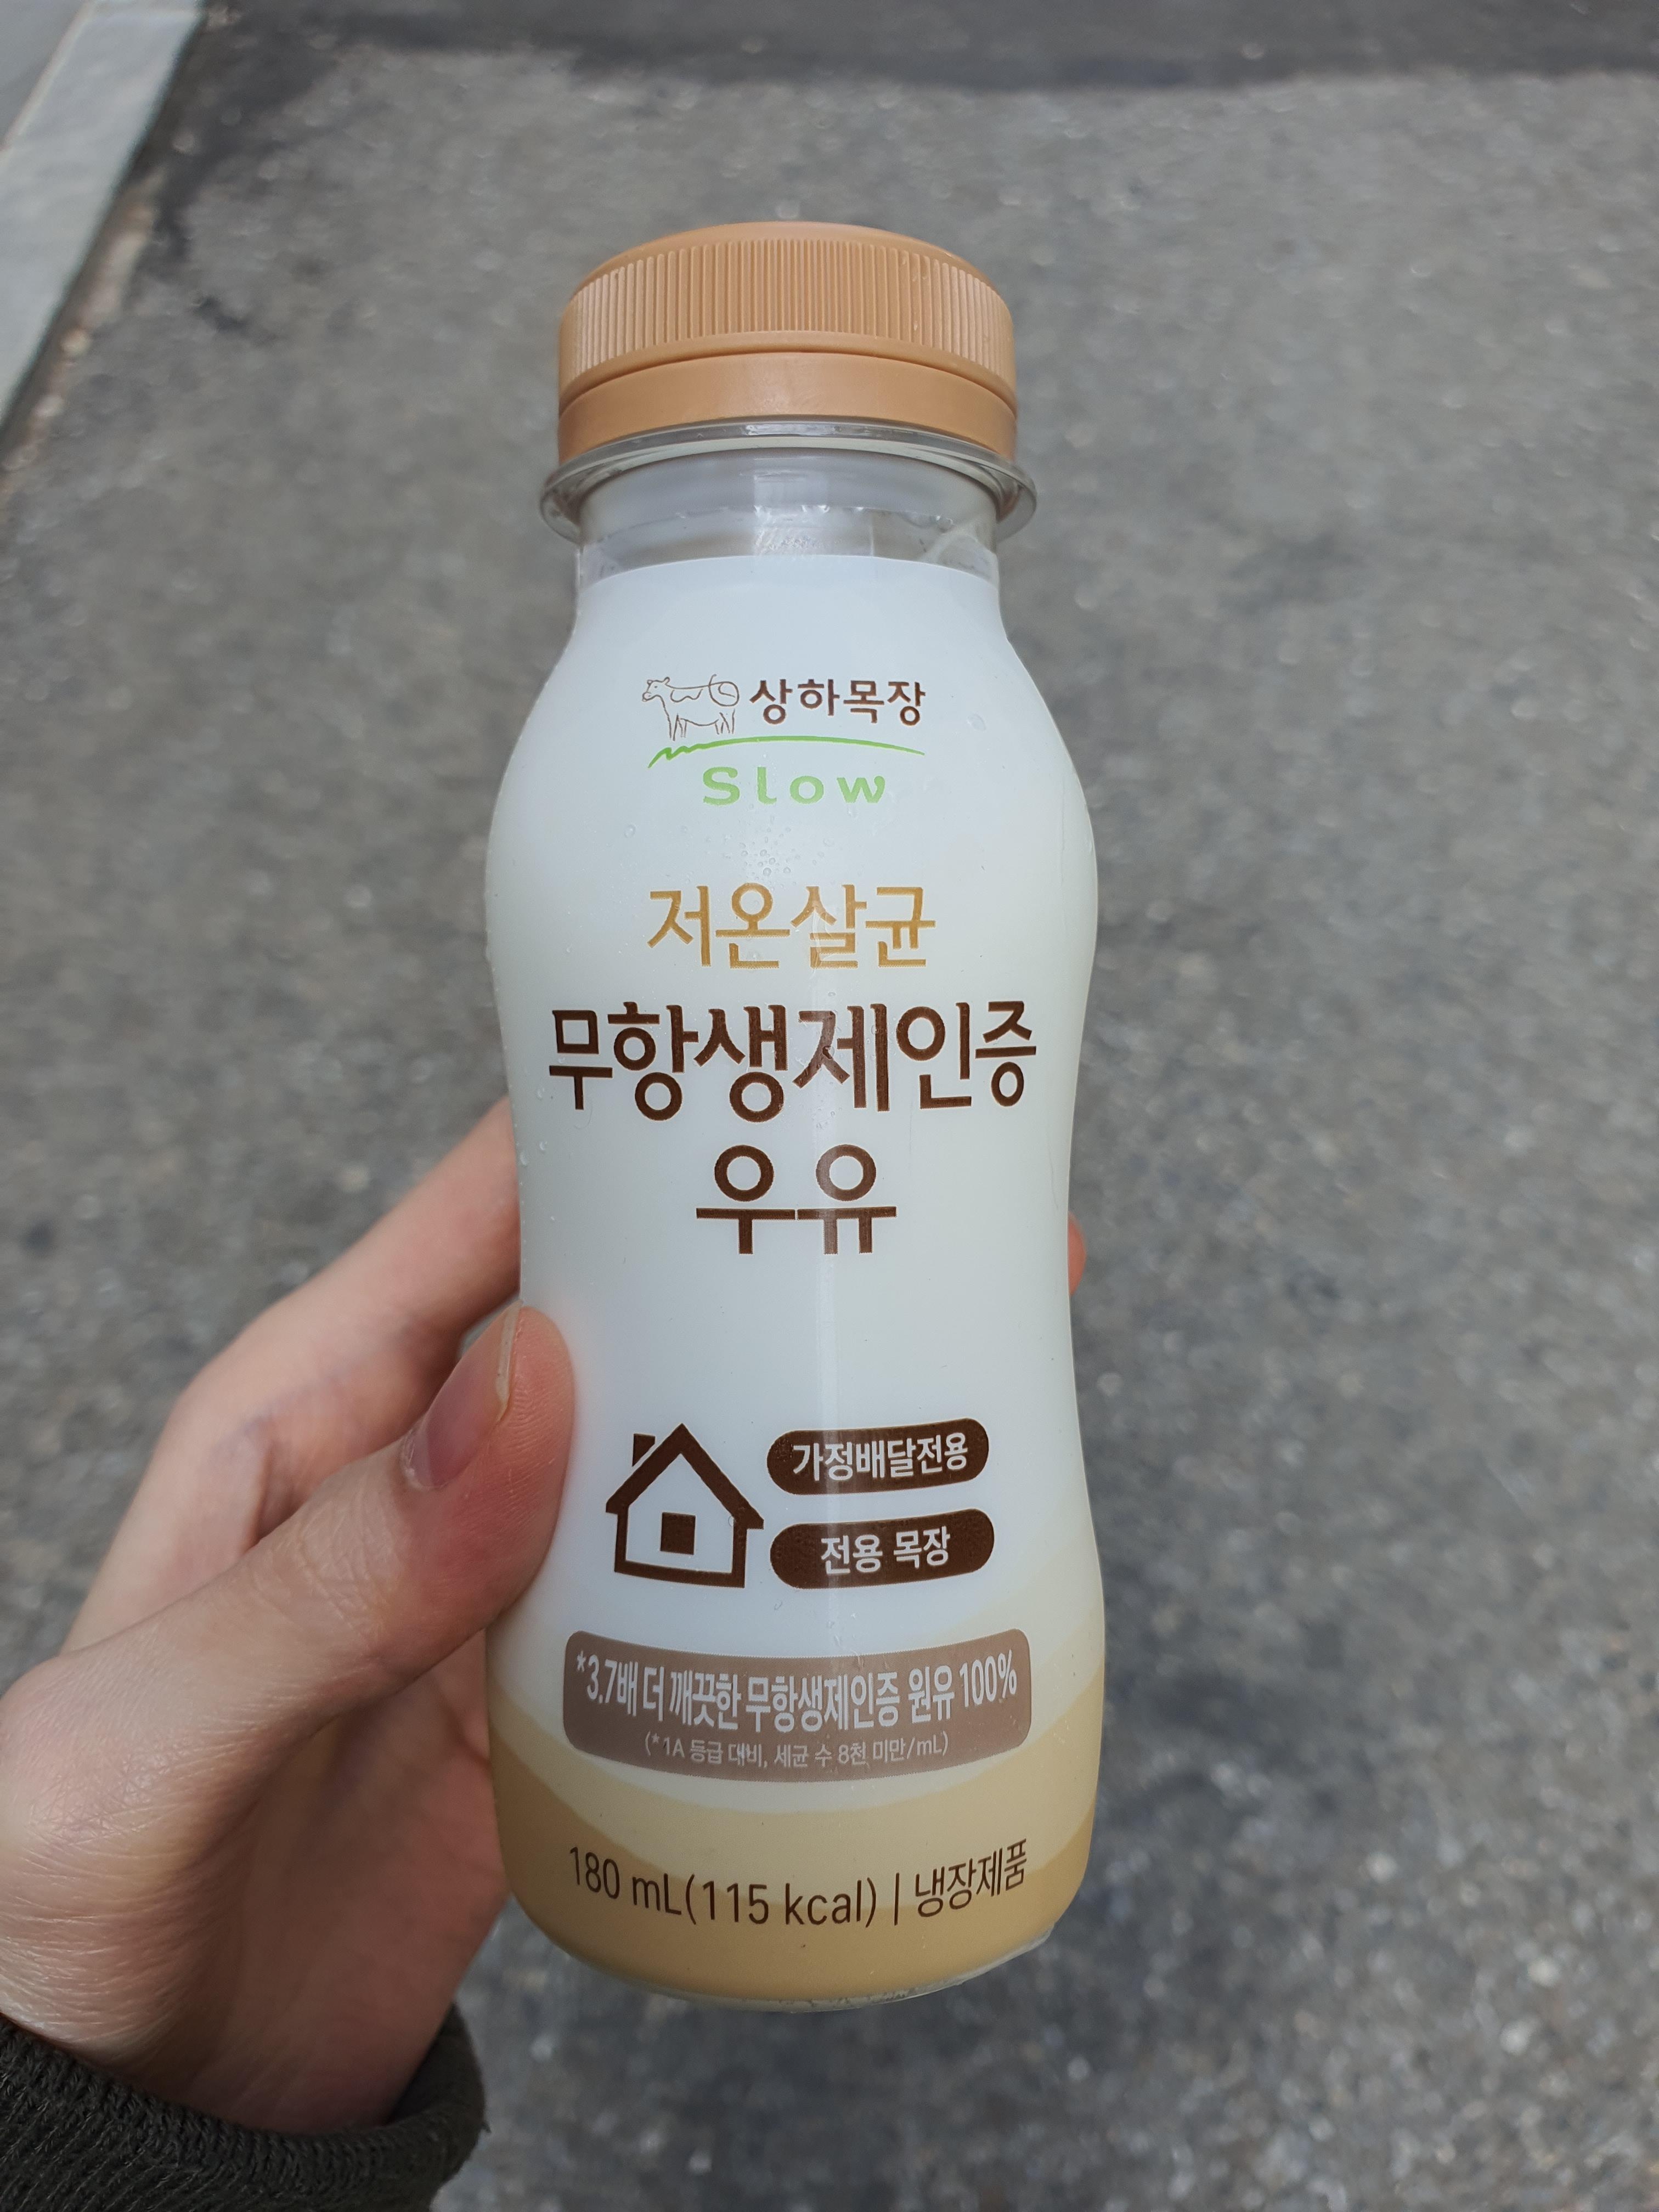 상하목장
Slow
저온살균
무항생제인증
우유
가정배달전용
전용 목장
*3.7배 더 깨끗한 무항생제인증 원유 100%
(*1A 등급 대비, 세균 수 8천 미만/mL)
180 mL(115 kcal) | 냉장제품